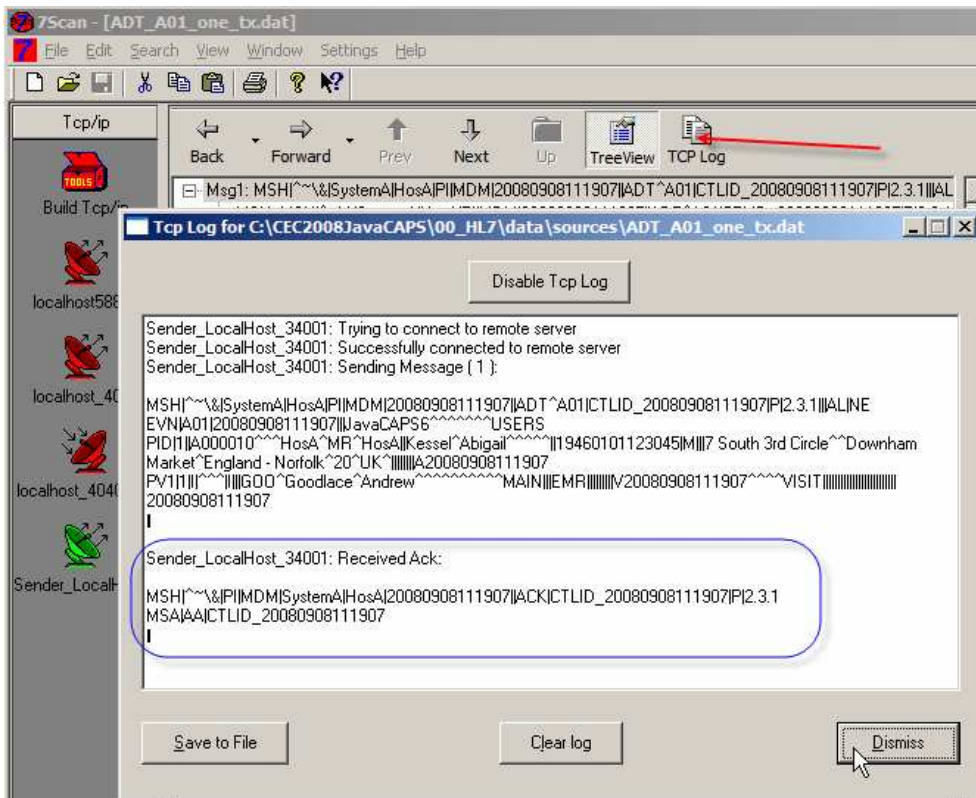 7Scan - [ADT_A01_one_tx.dat]
File Edit Search View Window Settings Help
Tcp/ip
Back Forward Prev Next Up TreeView TCP Log
TOOLS
Build Tcp/ip
Msg1: MSH|^~\&|SystemA|HosA|PI|MDM|20080908111907||ADT^A01|CTLID_20080908111907|P|2.3.1|||AL
Tcp Log for C:\CEC2008JavaCAPS\00_HL7\data\sources\ADT_A01_one_tx.dat
Disable Tcp Log
localhost588
localhost_40
localhost_4040
Sender_LocalH
Sender_LocalHost_34001: Trying to connect to remote server
Sender_LocalHost_34001: Successfully connected to remote server
Sender_LocalHost_34001: Sending Message ( 1 ):
MSH|^~\&|SystemA|HosA|PI|MDM|20080908111907||ADT^A01|CTLID_20080908111907|P|2.3.1|||AL|NE
EVN|A01|20080908111907||JavaCAPS6^^^^^^^USERS
PID|1||A000010^^^HosA^MR^HosA||Kessel^Abigail^^^^^||19460101123045|M|||7 South 3rd Circle^^Downham
Market^England - Norfolk^20^UK^||||||||A20080908111907
PV1|1|I|^^^|I|||GOO^Goodlace^Andrew^^^^^^^^^^MAIN|||EMR||||||||V20080908111907^^^^VISIT||||||||||||||||||||||
20080908111907
Sender_LocalHost_34001: Received Ack:
MSH|^~\&|PI|MDM|SystemA|HosA|20080908111907||ACK|CTLID_20080908111907|P|2.3.1
MSA|AA|CTLID_20080908111907
Save to File Clear log Dismiss